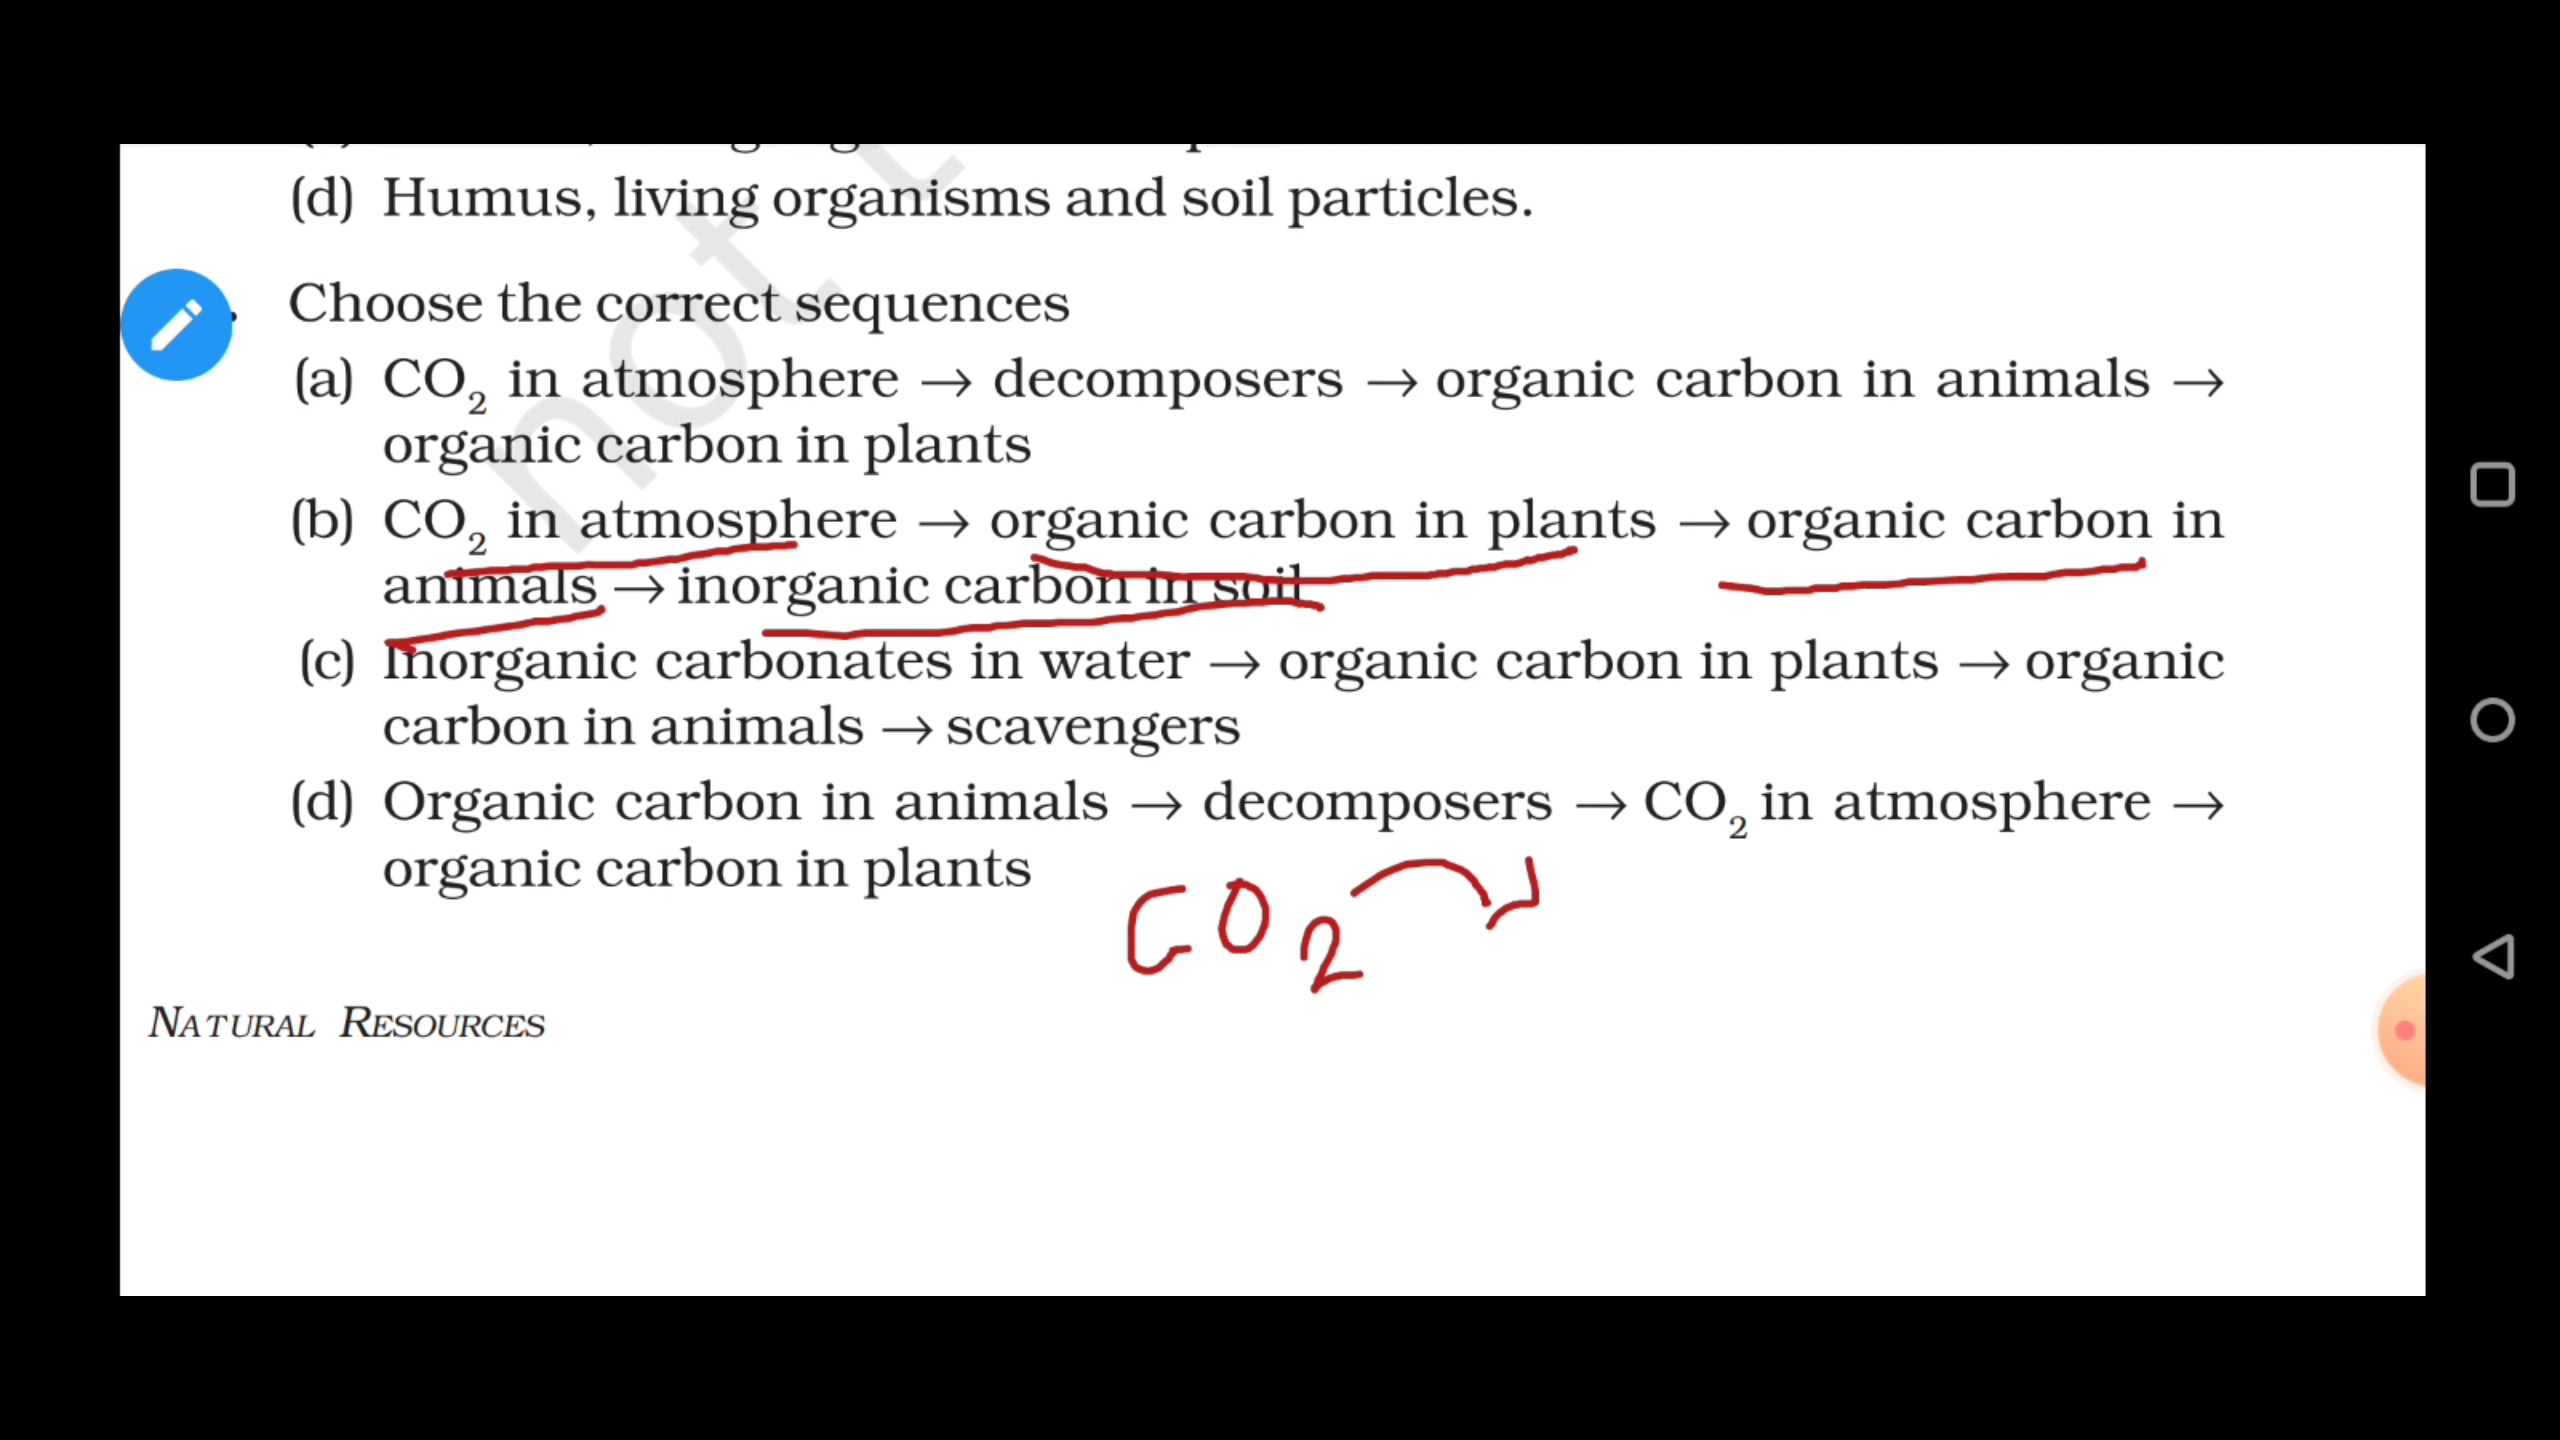 (d) Humus, living organisms and soil particles.
Choose the correct sequences
(a) CO2 in atmosphere → decomposers → organic carbon in animals →
organic carbon in plants
(b) CO2 in atmosphere → organic carbon in plants → organic carbon in
animals → inorganic carbon in soil
(c) Inorganic carbonates in water → organic carbon in plants → organic
carbon in animals → scavengers
(d) Organic carbon in animals → decomposers → CO2 in atmosphere →
organic carbon in plants
CO2
NATURAL RESOURCES
not